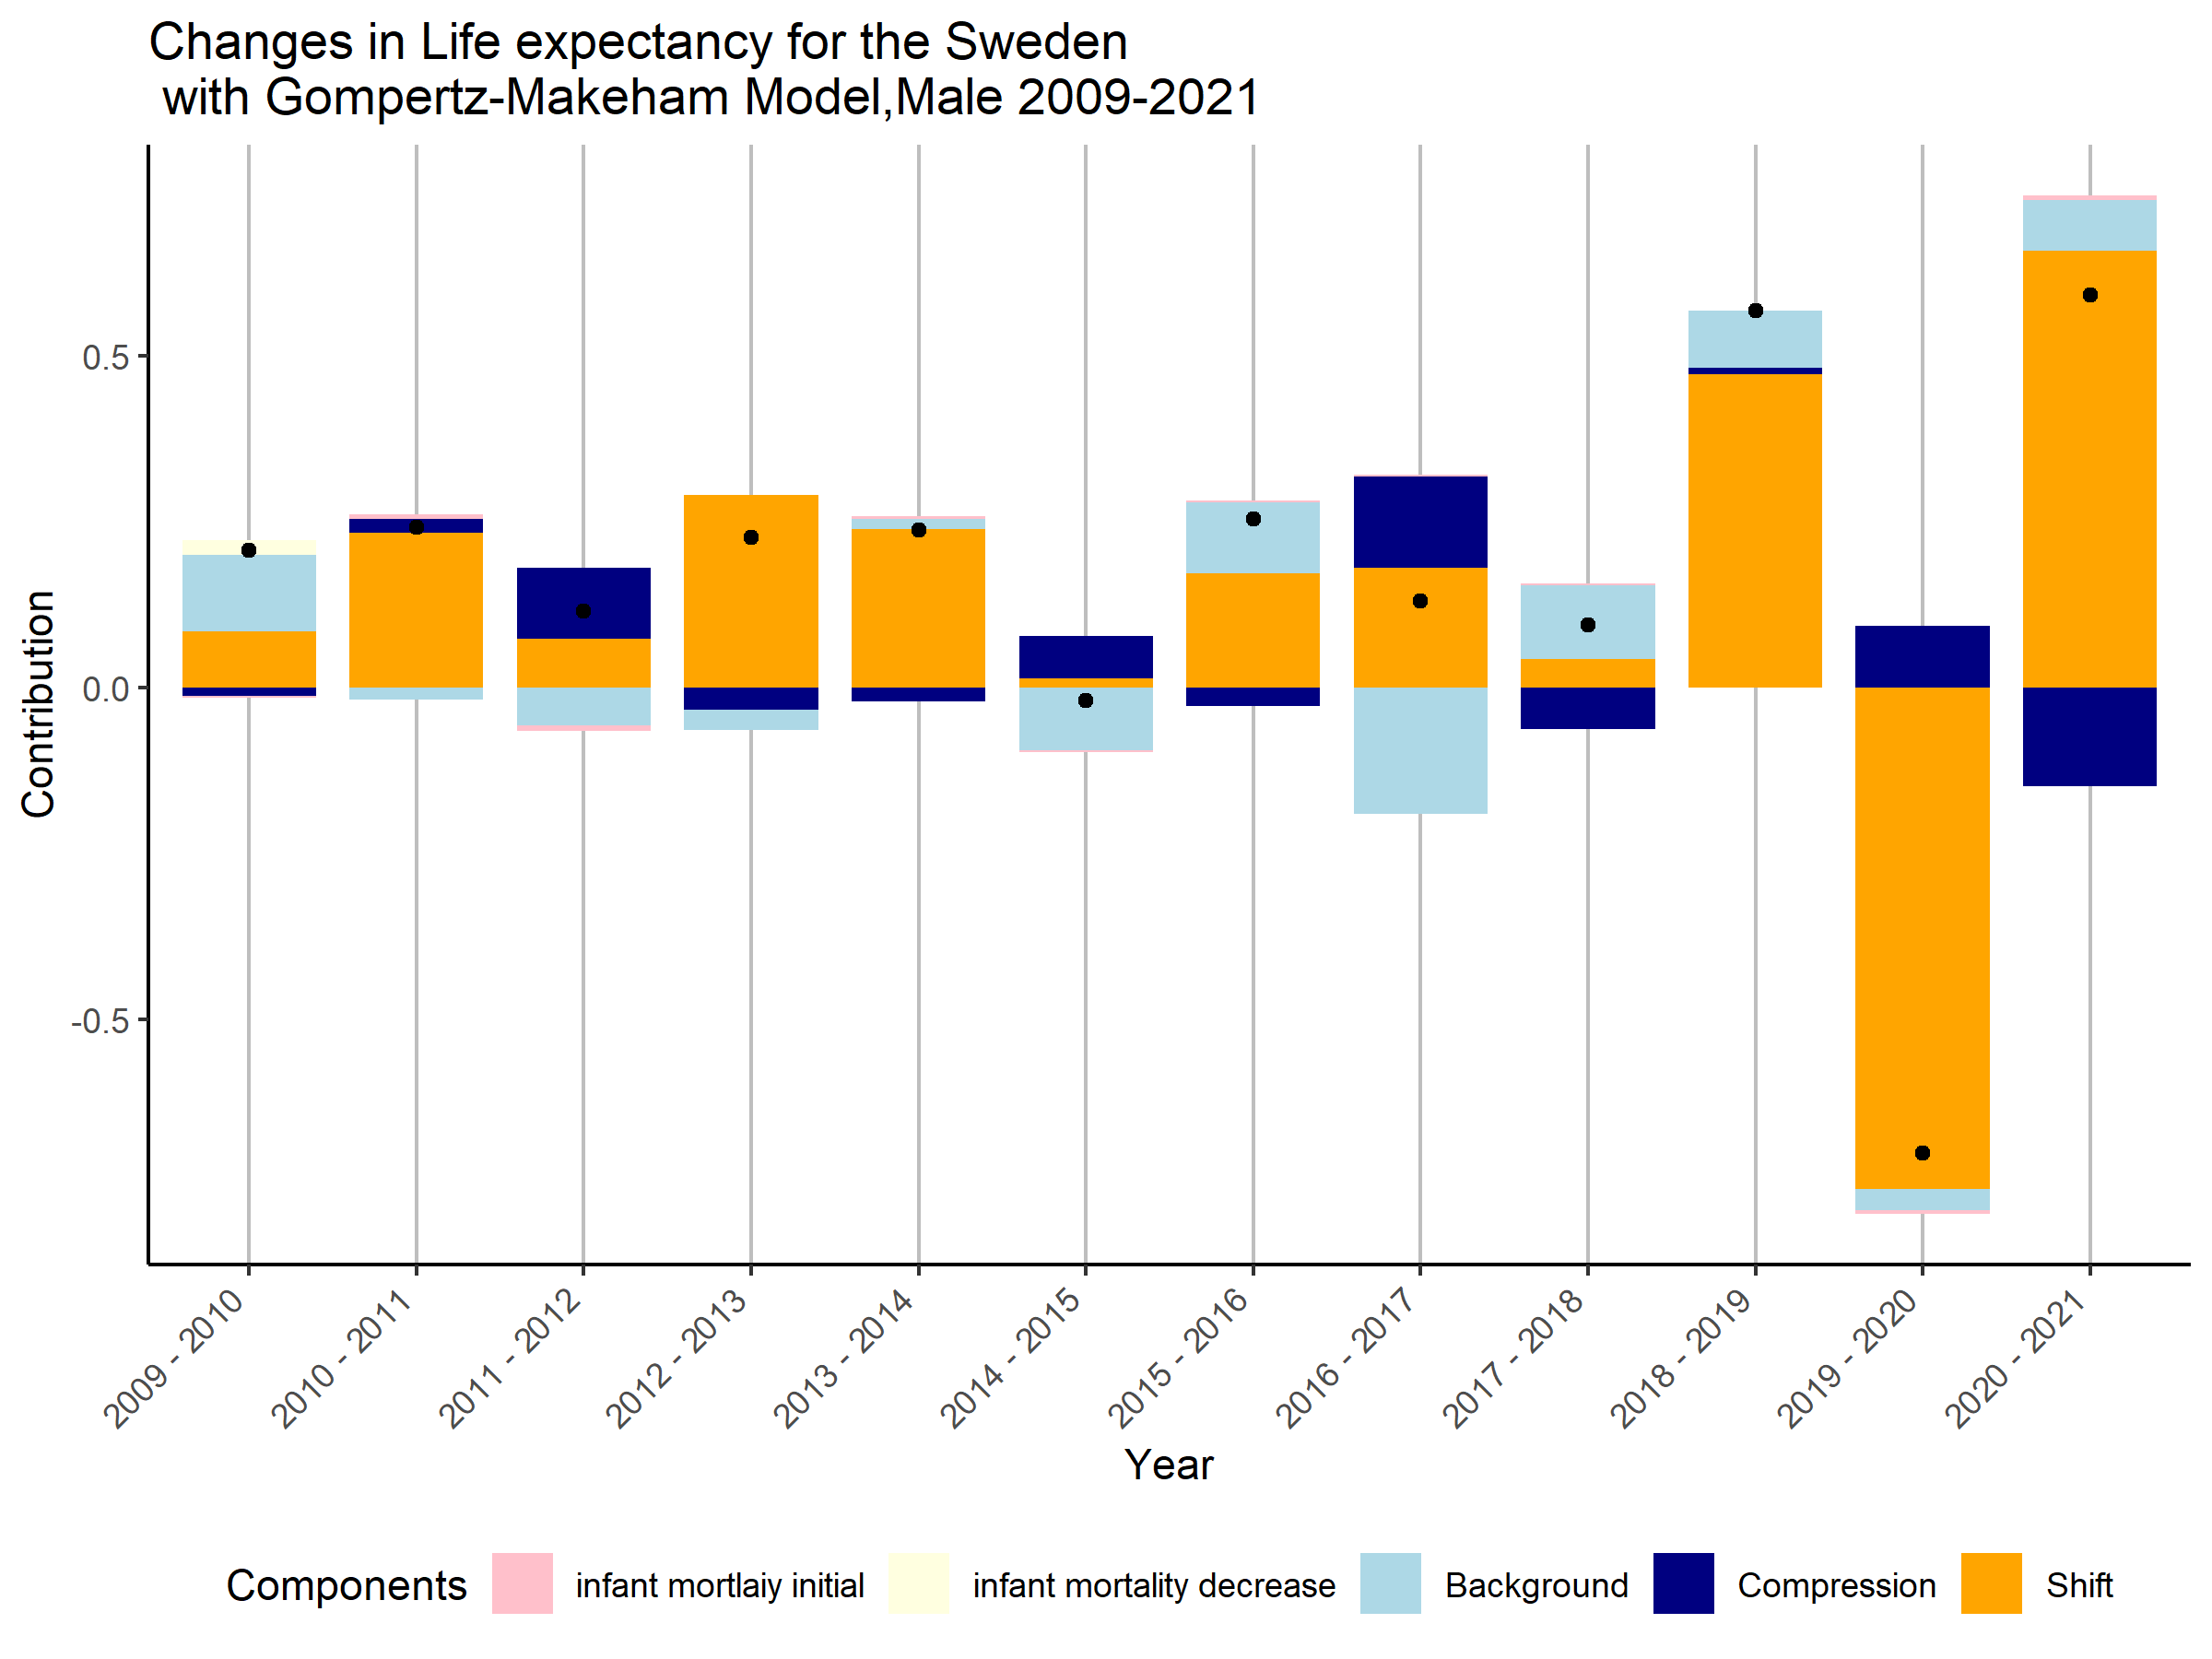 Changes in Life expectancy for the Sweden
with Gompertz-Makeham Model,Male 2009-2021
Contribution
0.5
0.0
-0.5
2009 - 2010
2010 - 2011
2011 - 2012
2012 - 2013
2013 - 2014
2014 - 2015
2015 - 2016
2016 - 2017
2017 - 2018
2018 - 2019
2019 - 2020
2020 - 2021
Year
Components infant mortlaiy initial infant mortality decrease Background Compression Shift